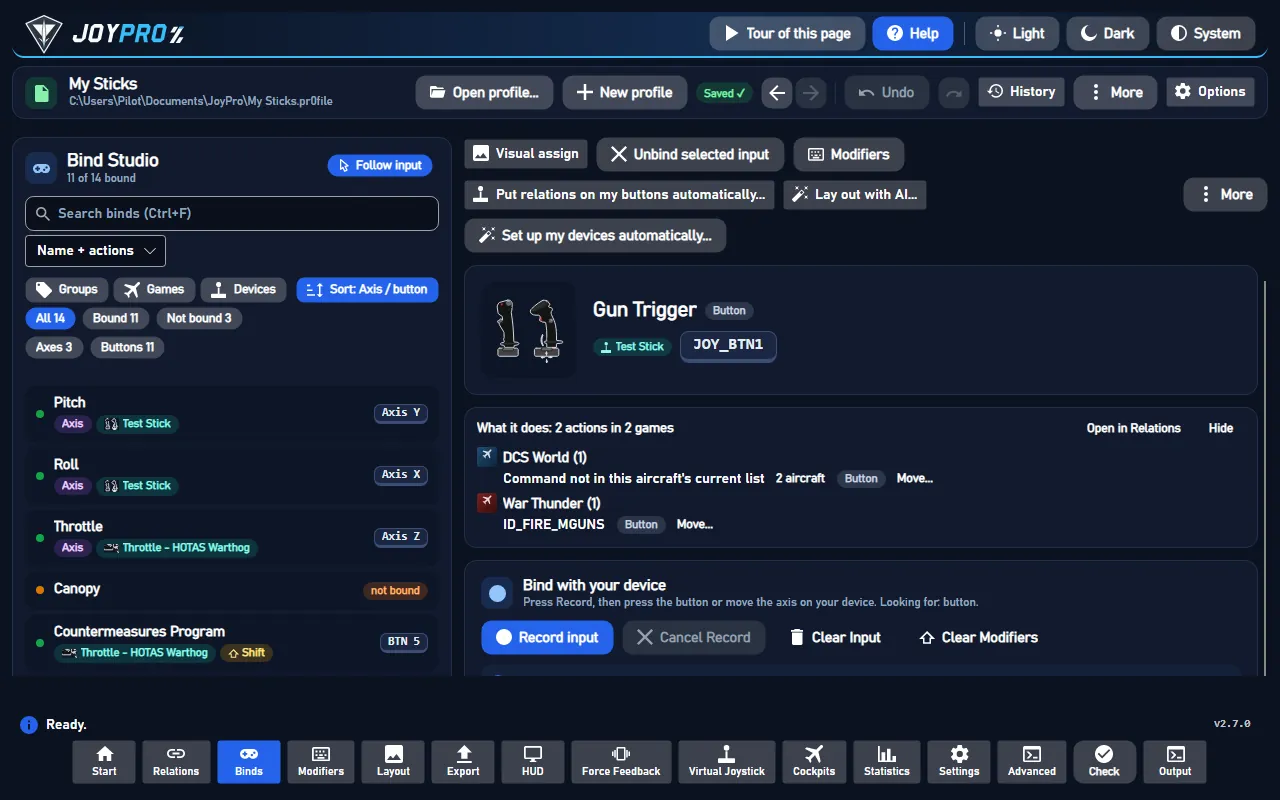 JOYPRO
Tour of this page
Help
Light
Dark
System
My Sticks
C:\Users\Pilot\Documents\JoyPro\My Sticks.pr0file
Open profile...
New profile
Saved ✓
Undo
History
More
Options
Bind Studio
11 of 14 bound
Follow input
Search binds (Ctrl+F)
Name + actions
Groups
Games
Devices
Sort: Axis / button
All 14
Bound 11
Not bound 3
Axes 3
Buttons 11
Pitch
Axis
Test Stick
Axis Y
Roll
Axis
Test Stick
Axis X
Throttle
Axis
Throttle - HOTAS Warthog
Axis Z
Canopy
not bound
Countermeasures Program
Throttle - HOTAS Warthog
Shift
BTN 5
Visual assign
Unbind selected input
Modifiers
Put relations on my buttons automatically...
Lay out with AI...
More
Set up my devices automatically...
Gun Trigger
Button
Test Stick
JOY_BTN1
What it does: 2 actions in 2 games
Open in Relations
Hide
DCS World (1)
Command not in this aircraft's current list
2 aircraft
Button
Move...
War Thunder (1)
ID_FIRE_MGUNS
Button
Move...
Bind with your device
Press Record, then press the button or move the axis on your device. Looking for: button.
Record input
Cancel Record
Clear Input
Clear Modifiers
Ready.
v2.7.0
Start
Relations
Binds
Modifiers
Layout
Export
HUD
Force Feedback
Virtual Joystick
Cockpits
Statistics
Settings
Advanced
Check
Output